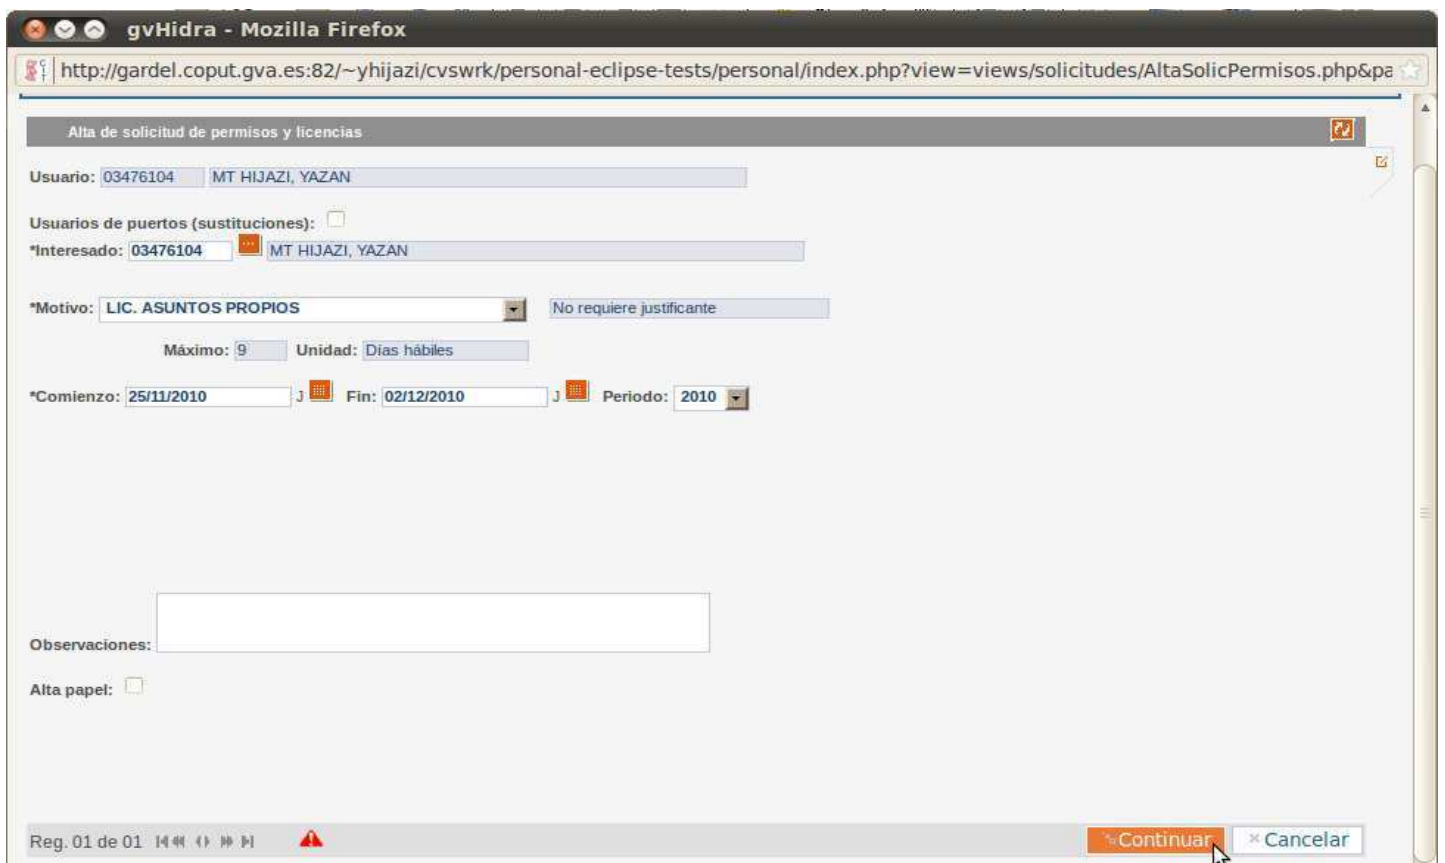 gvHidra - Mozilla Firefox
http://gardel.coput.gva.es:82/~yhijazi/cvswrk/personal-eclipse-tests/personal/index.php?view=views/solicitudes/AltaSolicPermisos.php&pa
Alta de solicitud de permisos y licencias
Usuario: 03476104 MT HIJAZI, YAZAN
Usuarios de puertos (sustituciones):
*Interesado: 03476104 ... MT HIJAZI, YAZAN
*Motivo: LIC. ASUNTOS PROPIOS No requiere justificante
Máximo: 9 Unidad: Días hábiles
*Comienzo: 25/11/2010 J Fin: 02/12/2010 J Periodo: 2010
Observaciones:
Alta papel:
Reg. 01 de 01 Continuar Cancelar